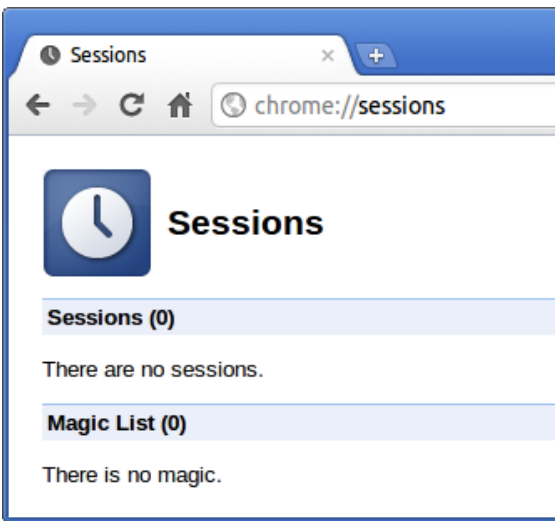 Sessions
chrome://sessions
Sessions
Sessions (0)
There are no sessions.
Magic List (0)
There is no magic.